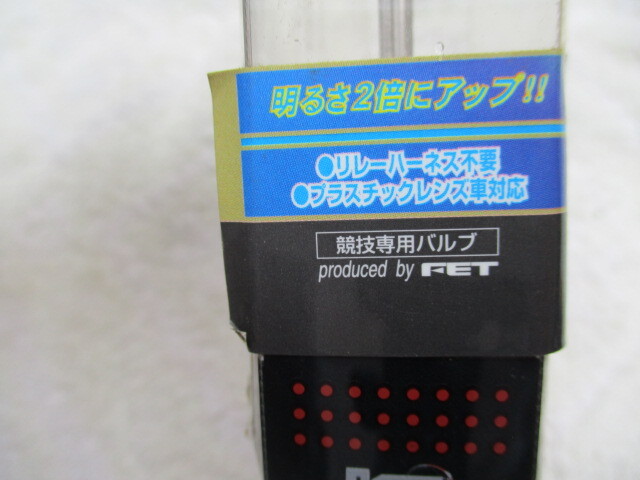 明るさ2倍にアップ!!
●リレーハーネス不要
●プラスチックレンズ車対応
競技専用バルブ
produced by FET